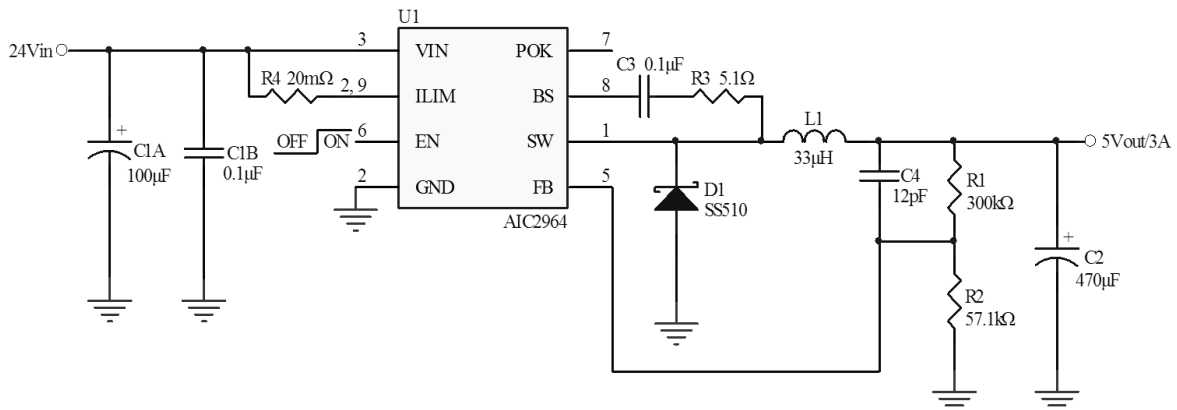 U1
24Vin
3
VIN
POK
7
R4 20mΩ
2, 9
ILIM
BS
8
C3 0.1μF
R3 5.1Ω
OFF
ON
6
EN
SW
1
L1
33μH
5Vout/3A
C1A
100μF
C1B
0.1μF
2
GND
FB
5
AIC2964
D1
SS510
C4
12pF
R1
300kΩ
C2
470μF
R2
57.1kΩ